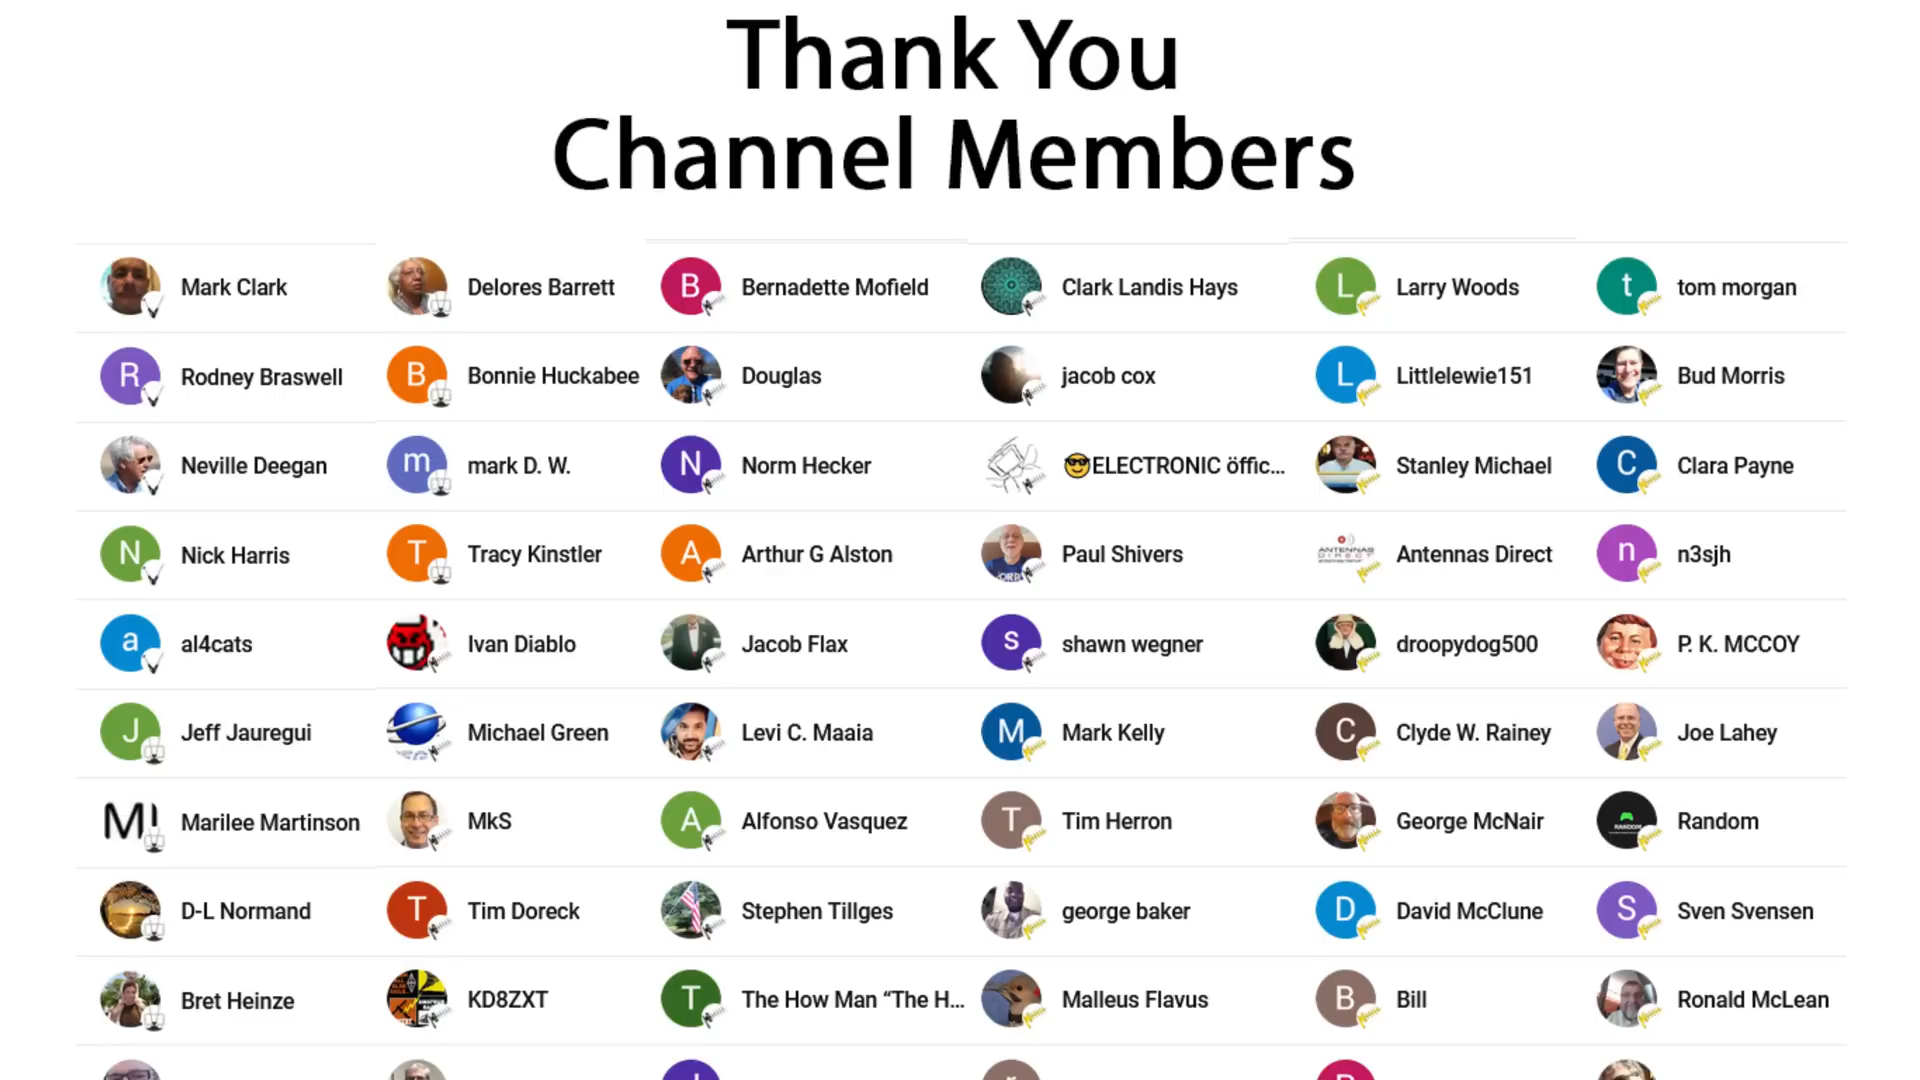 Thank You
Channel Members
Mark Clark
Delores Barrett
B
Bernadette Mofield
Clark Landis Hays
L
Larry Woods
t
tom morgan
R
Rodney Braswell
B
Bonnie Huckabee
Douglas
jacob cox
L
Littlelewie151
Bud Morris
Neville Deegan
m
mark D. W.
N
Norm Hecker
😎ELECTRONIC öffic...
Stanley Michael
C
Clara Payne
N
Nick Harris
T
Tracy Kinstler
A
Arthur G Alston
Paul Shivers
ANTENNAS
DIRECT
Antennas Direct
n
n3sjh
a
al4cats
Ivan Diablo
Jacob Flax
s
shawn wegner
droopydog500
P. K. MCCOY
J
Jeff Jauregui
Michael Green
Levi C. Maaia
M
Mark Kelly
C
Clyde W. Rainey
Joe Lahey
Marilee Martinson
MkS
A
Alfonso Vasquez
T
Tim Herron
George McNair
RANDOM
Random
D-L Normand
T
Tim Doreck
Stephen Tillges
george baker
D
David McClune
S
Sven Svensen
Bret Heinze
KD8ZXT
T
The How Man “The H...
Malleus Flavus
B
Bill
Ronald McLean